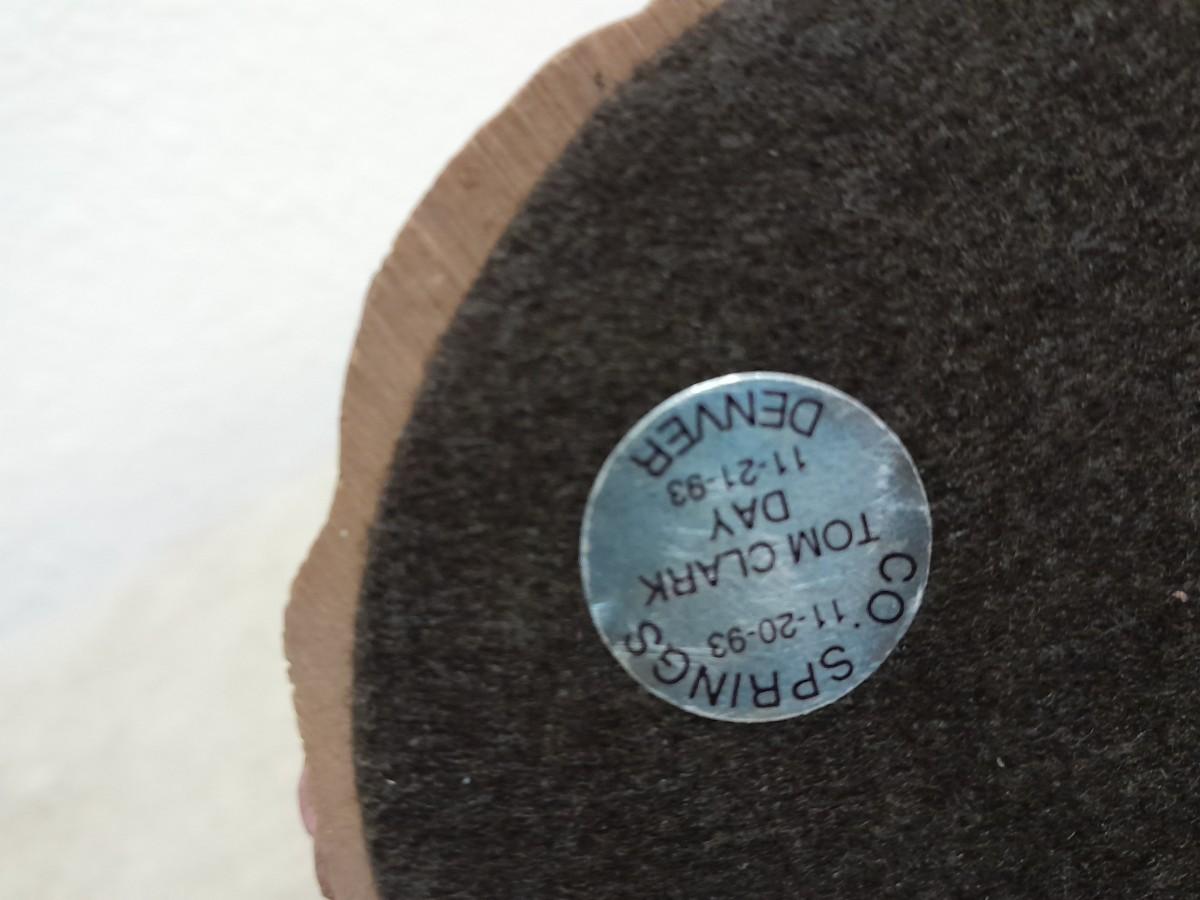 CO. SPRINGS
11-20-93
TOM CLARK
DAY
11-21-93
DENVER